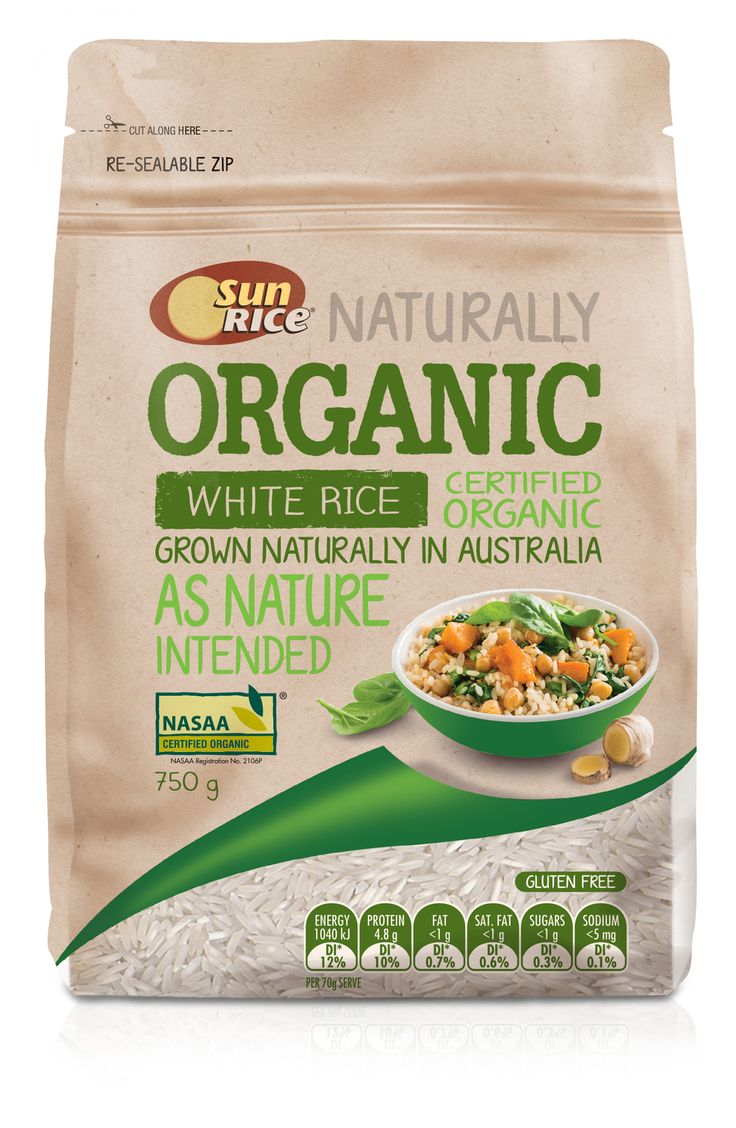 CUT ALONG HERE
RE-SEALABLE ZIP
Sun
RICE®
NATURALLY
ORGANIC
WHITE RICE
CERTIFIED
ORGANIC
GROWN NATURALLY IN AUSTRALIA
AS NATURE
INTENDED
NASAA ®
CERTIFIED ORGANIC
NASAA Registration No. 2106P
750 g
GLUTEN FREE
ENERGY
1040 kJ
DI*
12%
PROTEIN
4.8 g
DI*
10%
FAT
<1 g
DI*
0.7%
SAT. FAT
<1 g
DI*
0.6%
SUGARS
<1 g
DI*
0.3%
SODIUM
<5 mg
DI*
0.1%
PER 70g SERVE